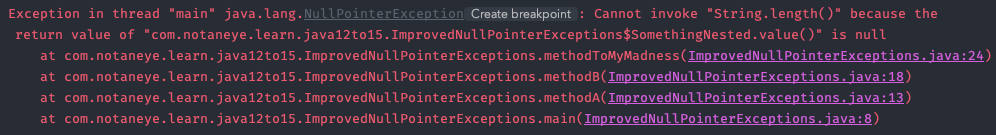 Exception in thread "main" java.lang.NullPointerException Create breakpoint : Cannot invoke "String.length()" because the
return value of "com.notaneye.learn.java12to15.ImprovedNullPointerExceptions$SomethingNested.value()" is null
at com.notaneye.learn.java12to15.ImprovedNullPointerExceptions.methodToMyMadness(ImprovedNullPointerExceptions.java:24)
at com.notaneye.learn.java12to15.ImprovedNullPointerExceptions.methodB(ImprovedNullPointerExceptions.java:18)
at com.notaneye.learn.java12to15.ImprovedNullPointerExceptions.methodA(ImprovedNullPointerExceptions.java:13)
at com.notaneye.learn.java12to15.ImprovedNullPointerExceptions.main(ImprovedNullPointerExceptions.java:8)